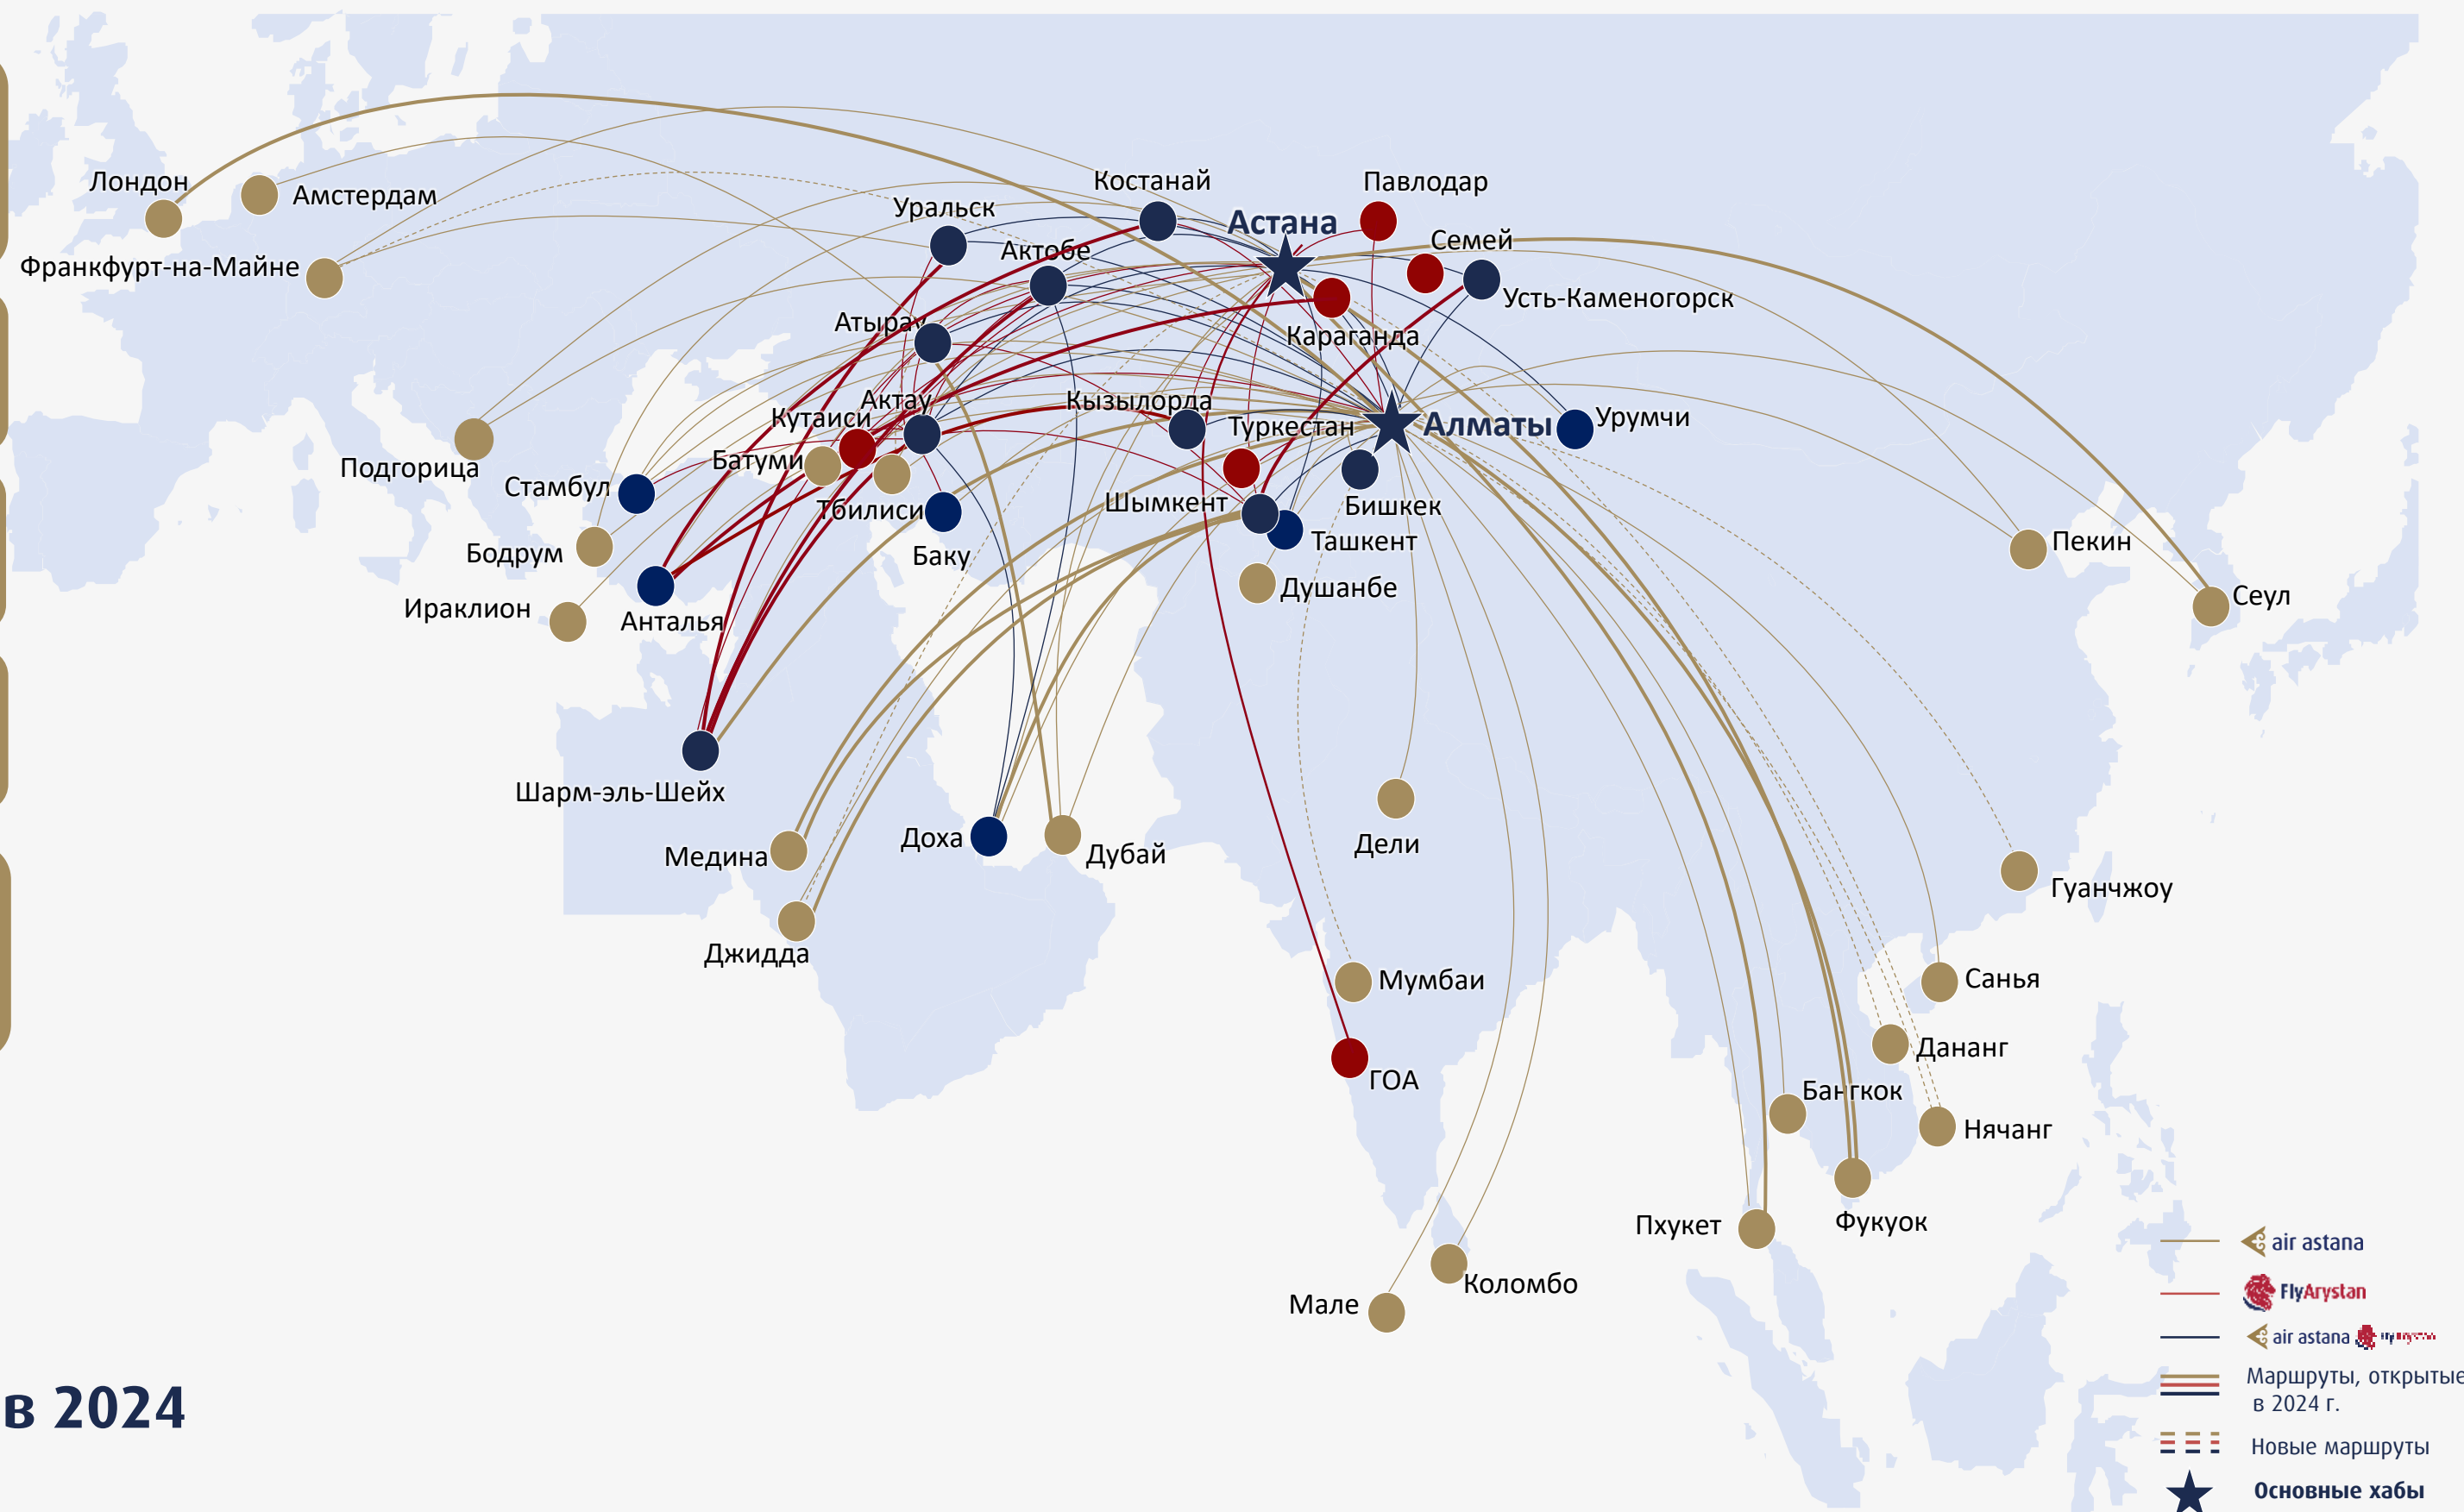 Лондон
Амстердам
Франкфурт-на-Майне
Костанай
Павлодар
Уральск
Астана
Актобе
Семей
Усть-Каменогорск
Атырау
Караганда
Актау
Кызылорда
Кутаиси
Туркестан
Алматы
Урумчи
Подгорица
Батуми
Стамбул
Тбилиси
Шымкент
Бишкек
Бодрум
Баку
Ташкент
Пекин
Душанбе
Сеул
Ираклион
Анталья
Шарм-эль-Шейх
Доха
Дели
Медина
Дубай
Гуанчжоу
Джидда
Мумбаи
Санья
Дананг
ГОА
Бангкок
Нячанг
Пхукет
Фукуок
Коломбо
Мале
air astana
FlyArystan
air astana
Маршруты, открытые
в 2024 г.
Новые маршруты
Основные хабы
в 2024